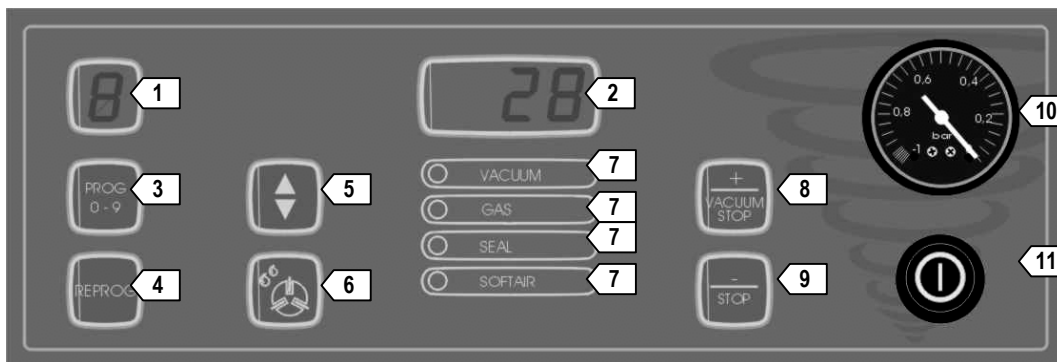 8
1
28
2
0,6
0,4
0,8
0,2
bar
-1
10
PROG
0 - 9
3
5
VACUUM
7
GAS
7
SEAL
7
SOFTAIR
7
+
VACUUM
STOP
8
REPROG
4
6
-
STOP
9
11